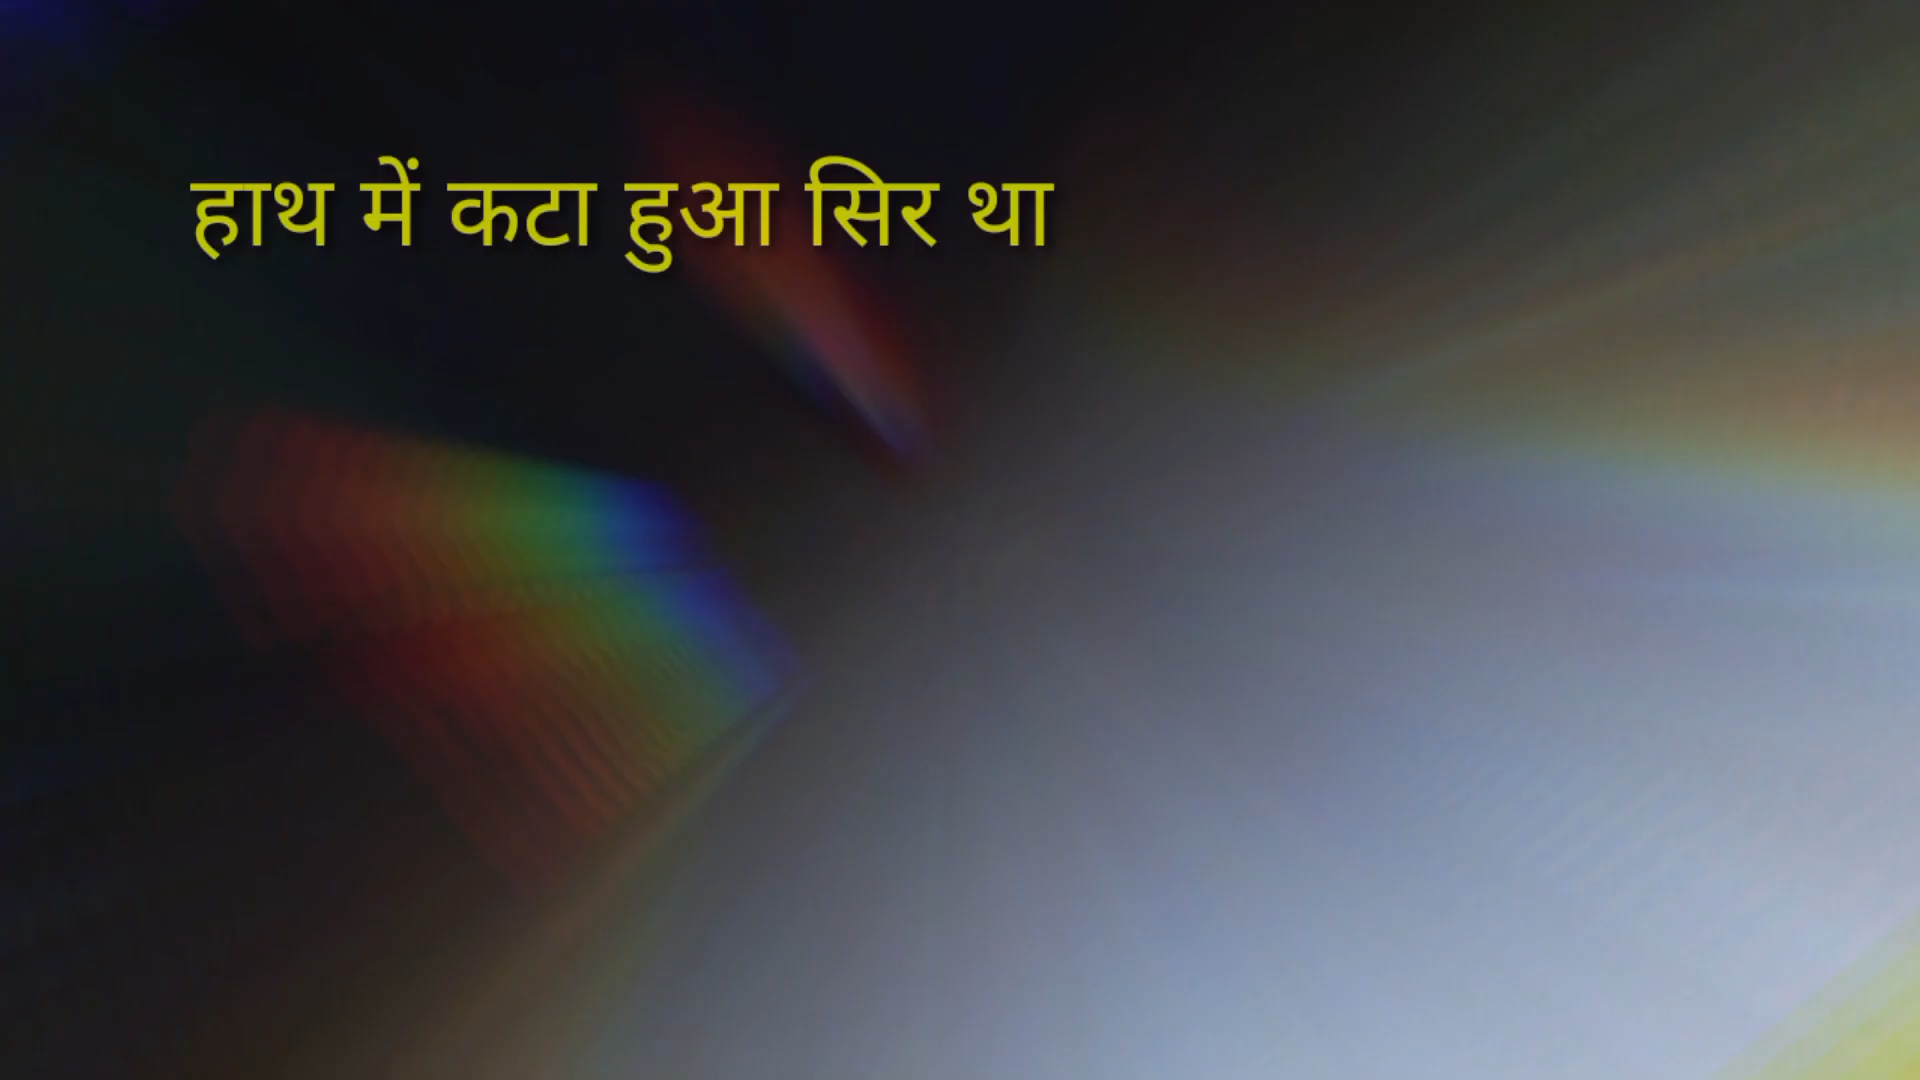 हाथ में कटा हुआ सिर था